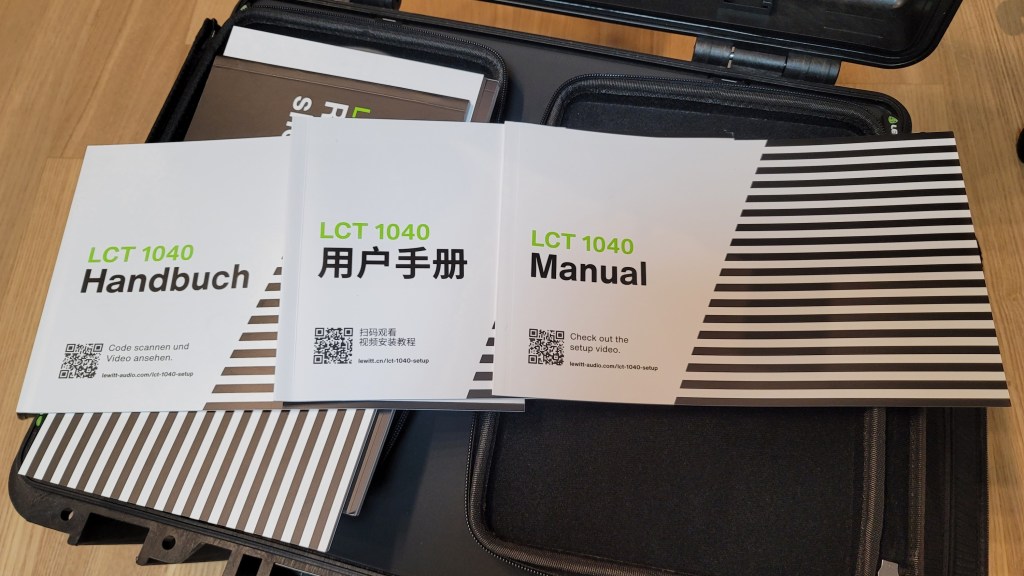 LCT 1040
Handbuch
Code scannen und
Video ansehen.
lewitt-audio.com/lct-1040-setup
LCT 1040
用户手册
扫码观看
视频安装教程
lewitt.cn/lct-1040-setup
LCT 1040
Manual
Check out the
setup video.
lewitt-audio.com/lct-1040-setup